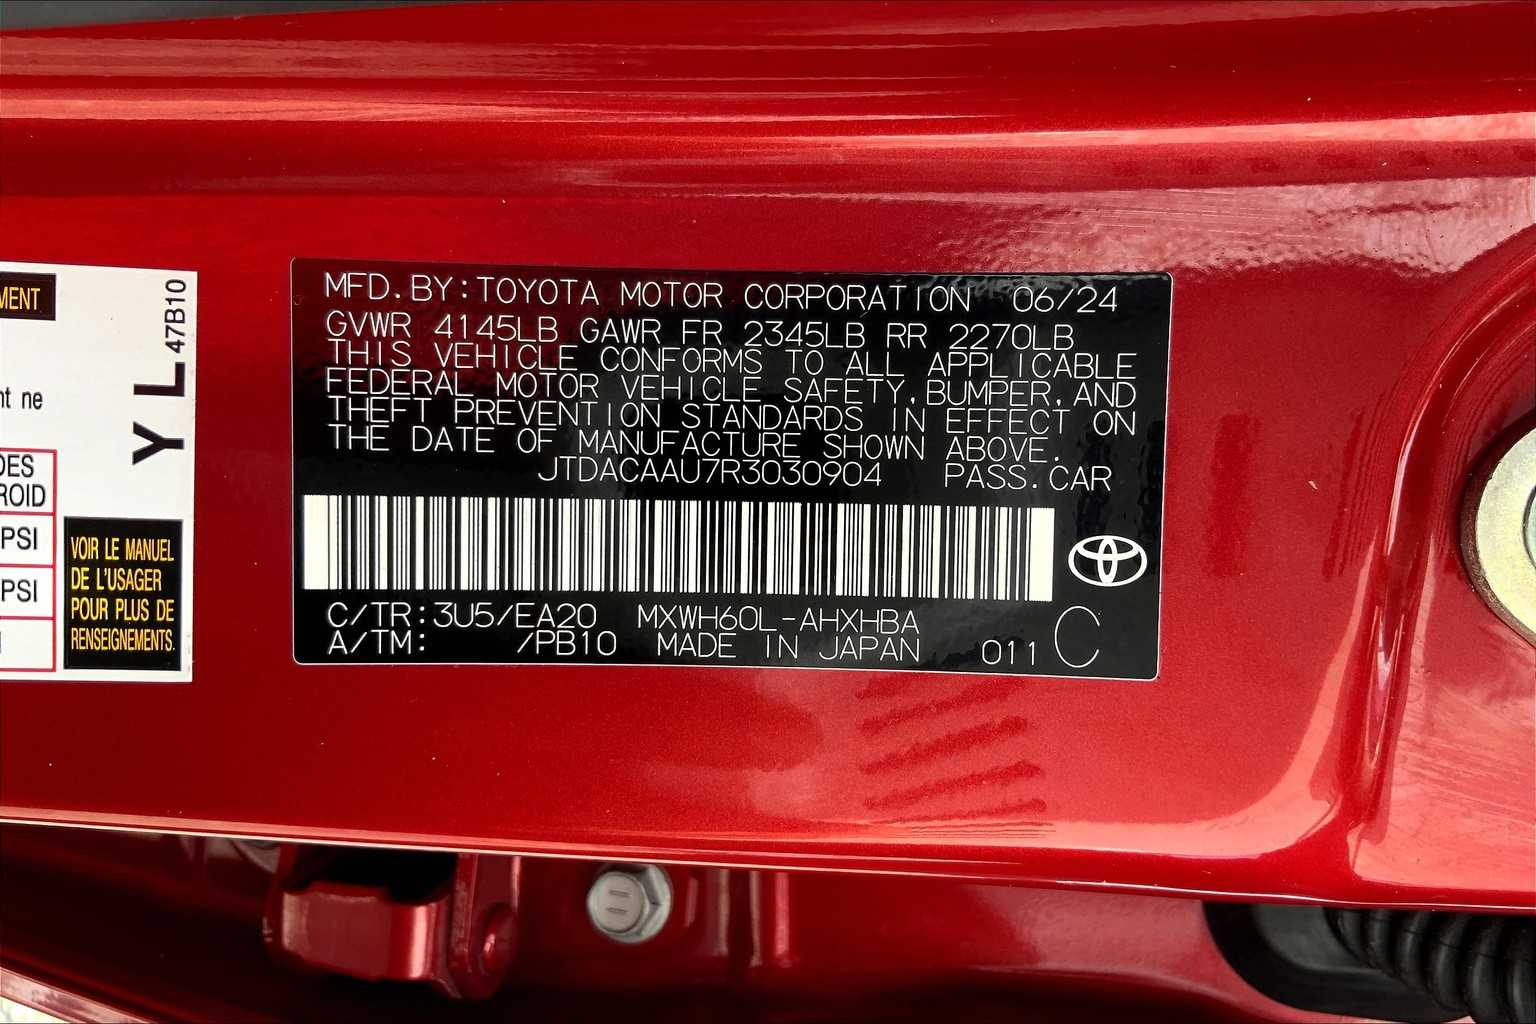 MENT
nt ne
DES
ROID
PSI
PSI
YL 47B10
VOIR LE MANUEL
DE L'USAGER
POUR PLUS DE
RENSEIGNEMENTS.
MFD.BY:TOYOTA MOTOR CORPORATION 06/24
GVWR 4145LB GAWR FR 2345LB RR 2270LB
THIS VEHICLE CONFORMS TO ALL APPLICABLE
FEDERAL MOTOR VEHICLE SAFETY,BUMPER,AND
THEFT PREVENTION STANDARDS IN EFFECT ON
THE DATE OF MANUFACTURE SHOWN ABOVE.
JTDACAAU7R3030904 PASS.CAR
C/TR:3U5/EA20 MXWH60L-AHXHBA
A/TM: /PB10 MADE IN JAPAN 011 C